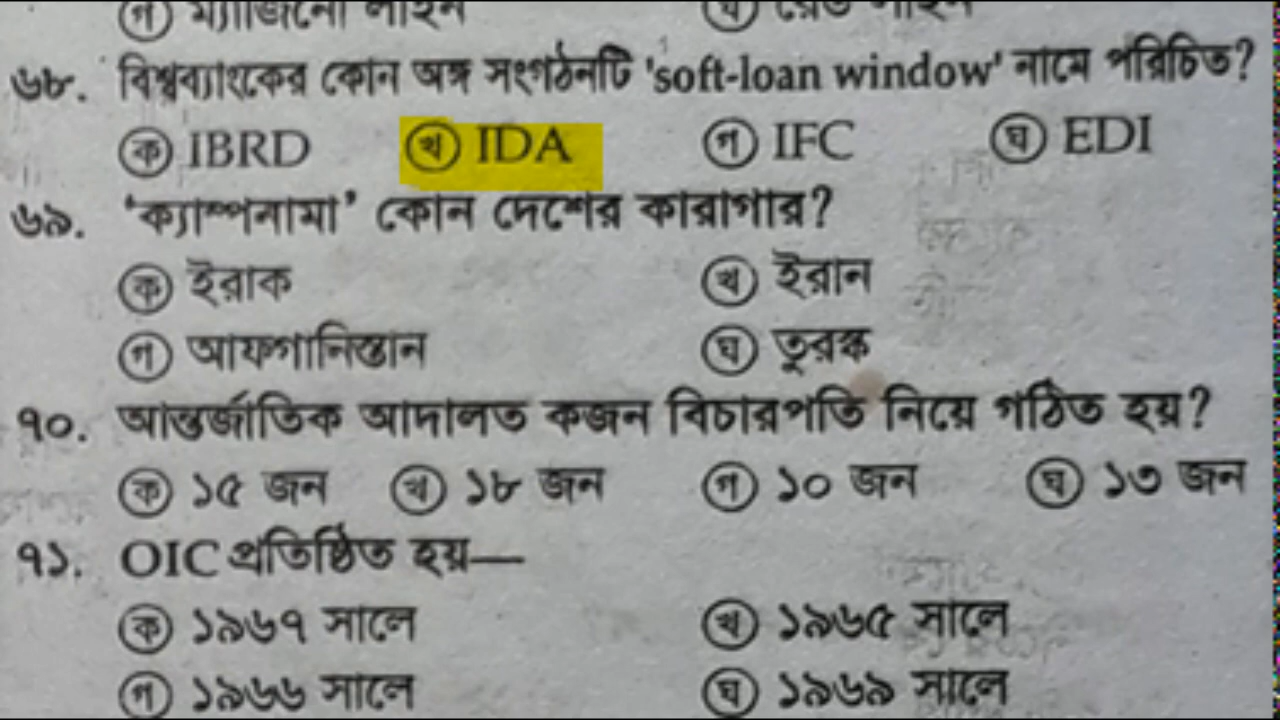 গ ম্যাজিনো লাইন ঘ রেড লাইন
৬৮. বিশ্বব্যাংকের কোন অঙ্গ সংগঠনটি 'soft-loan window' নামে পরিচিত?
ক IBRD খ IDA গ IFC ঘ EDI
৬৯. ‘ক্যাম্পনামা’ কোন দেশের কারাগার?
ক ইরাক খ ইরান
গ আফগানিস্তান ঘ তুরস্ক
৭০. আন্তর্জাতিক আদালত কজন বিচারপতি নিয়ে গঠিত হয়?
ক ১৫ জন খ ১৮ জন গ ১০ জন ঘ ১৩ জন
৭১. OIC প্রতিষ্ঠিত হয়—
ক ১৯৬৭ সালে খ ১৯৬৫ সালে
গ ১৯৬৬ সালে ঘ ১৯৬৯ সালে